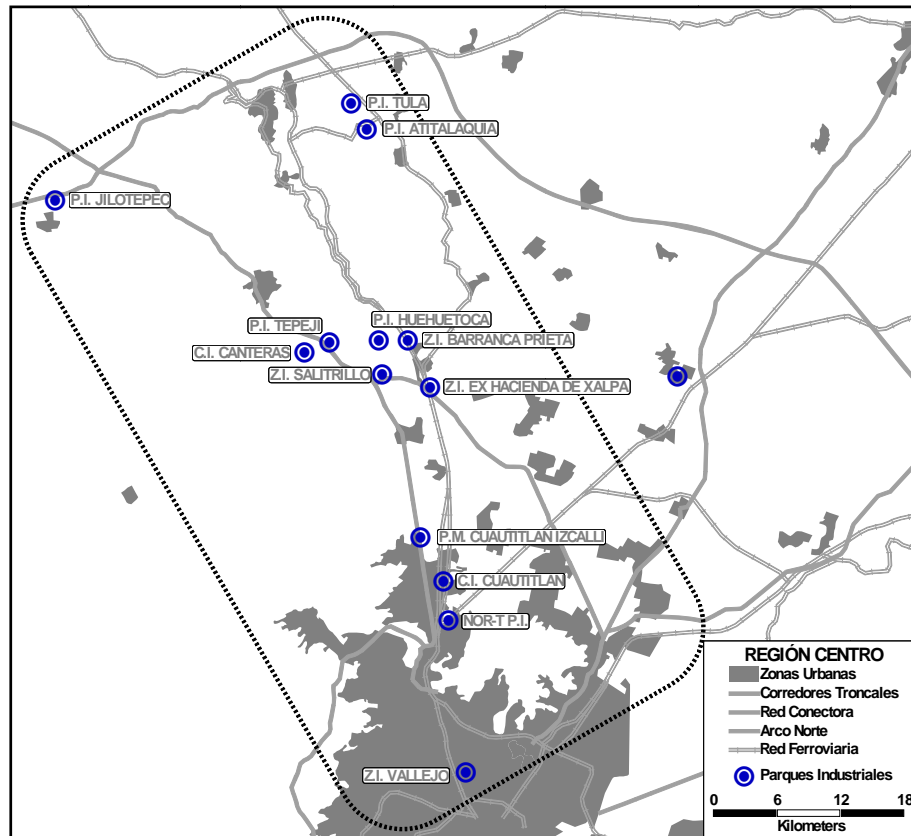 P.I. TULA
P.I. ATITALAQUIA
P.I. JILOTEPEC
P.I. HUEHUETOCA
P.I. TEPEJI
Z.I. BARRANCA PRIETA
C.I. CANTERAS
Z.I. SALITRILLO
Z.I. EX HACIENDA DE XALPA
P.M. CUAUTITLAN IZCALLI
C.I. CUAUTITLAN
NOR-T P.I.
Z.I. VALLEJO
REGIÓN CENTRO
Zonas Urbanas
Corredores Troncales
Red Conectora
Arco Norte
Red Ferroviaria
Parques Industriales
0 6 12 18
Kilometers